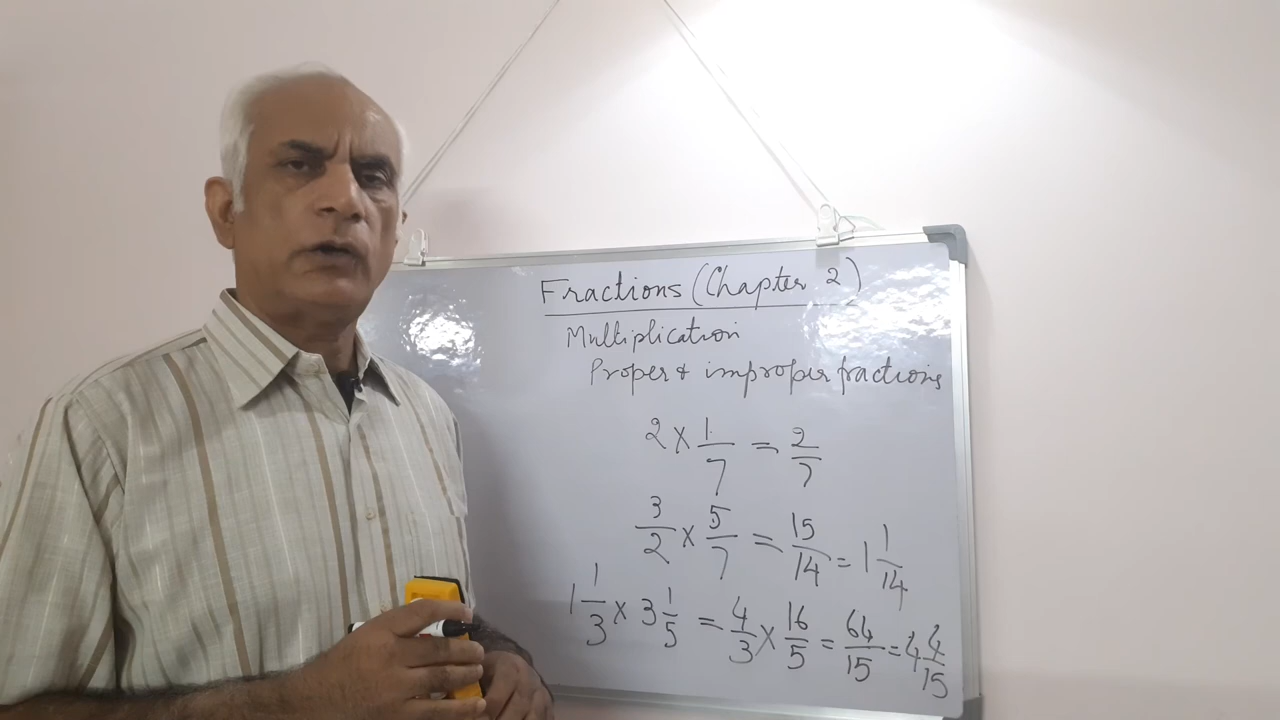 Fractions (Chapter 2)
Multiplication
Proper & improper fractions
2 × 1/7 = 2/7
3/2 × 5/7 = 15/14 = 1 1/14
1 1/3 × 3 1/5 = 4/3 × 16/5 = 64/15 = 4 4/15